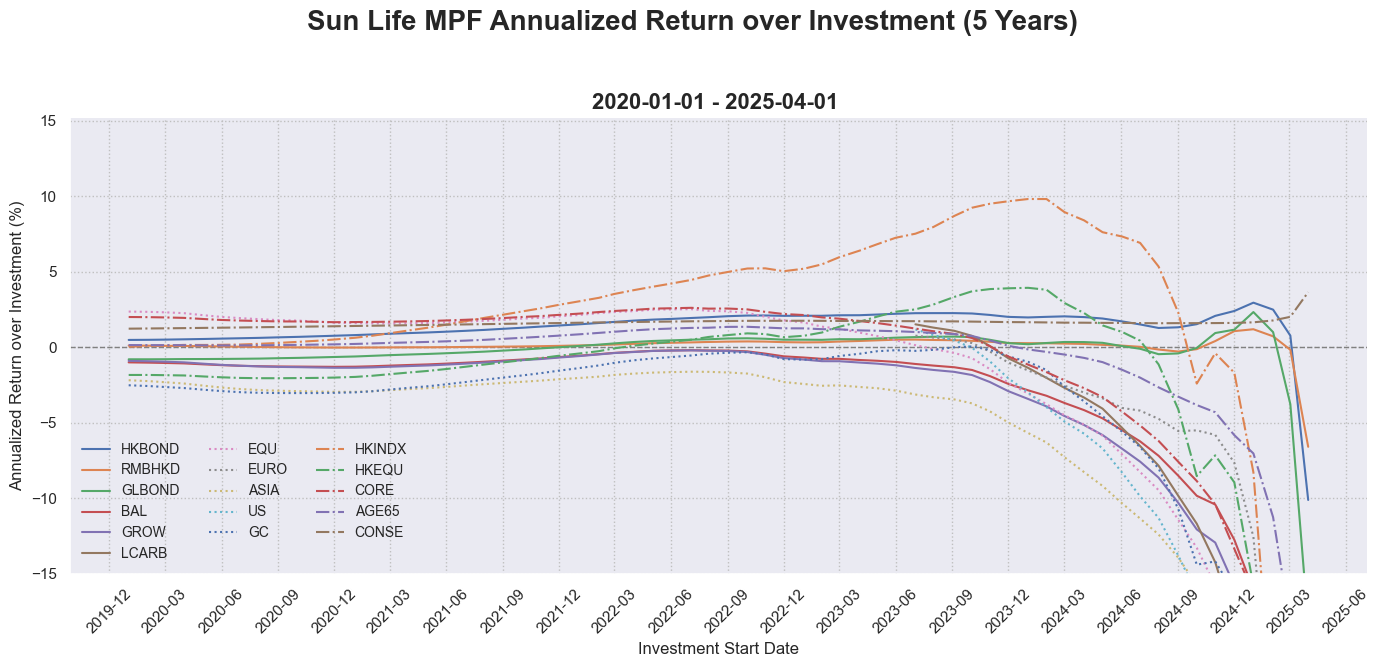 Sun Life MPF Annualized Return over Investment (5 Years)
2020-01-01 - 2025-04-01
Annualized Return over Investment (%)
15
10
5
0
−5
−10
−15
HKBOND
RMBHKD
GLBOND
BAL
GROW
LCARB
EQU
EURO
ASIA
US
GC
HKINDX
HKEQU
CORE
AGE65
CONSE
2019-12
2020-03
2020-06
2020-09
2020-12
2021-03
2021-06
2021-09
2021-12
2022-03
2022-06
2022-09
2022-12
2023-03
2023-06
2023-09
2023-12
2024-03
2024-06
2024-09
2024-12
2025-03
2025-06
Investment Start Date